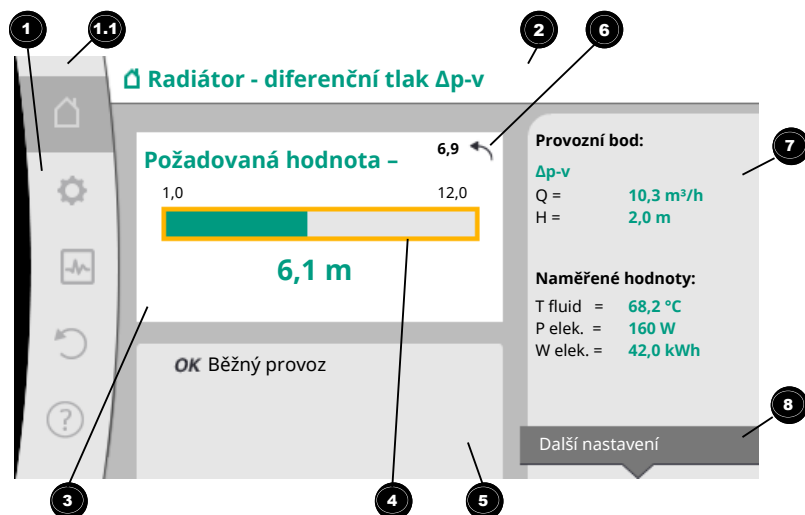 1
1.1
2
6
Radiátor - diferenční tlak Δp-v
Požadovaná hodnota –
6,9
1,0
12,0
6,1 m
OK Běžný provoz
Provozní bod:
7
Δp-v
Q = 10,3 m³/h
H = 2,0 m
Naměřené hodnoty:
T fluid = 68,2 °C
P elek. = 160 W
W elek. = 42,0 kWh
8
Další nastavení
?
3
4
5